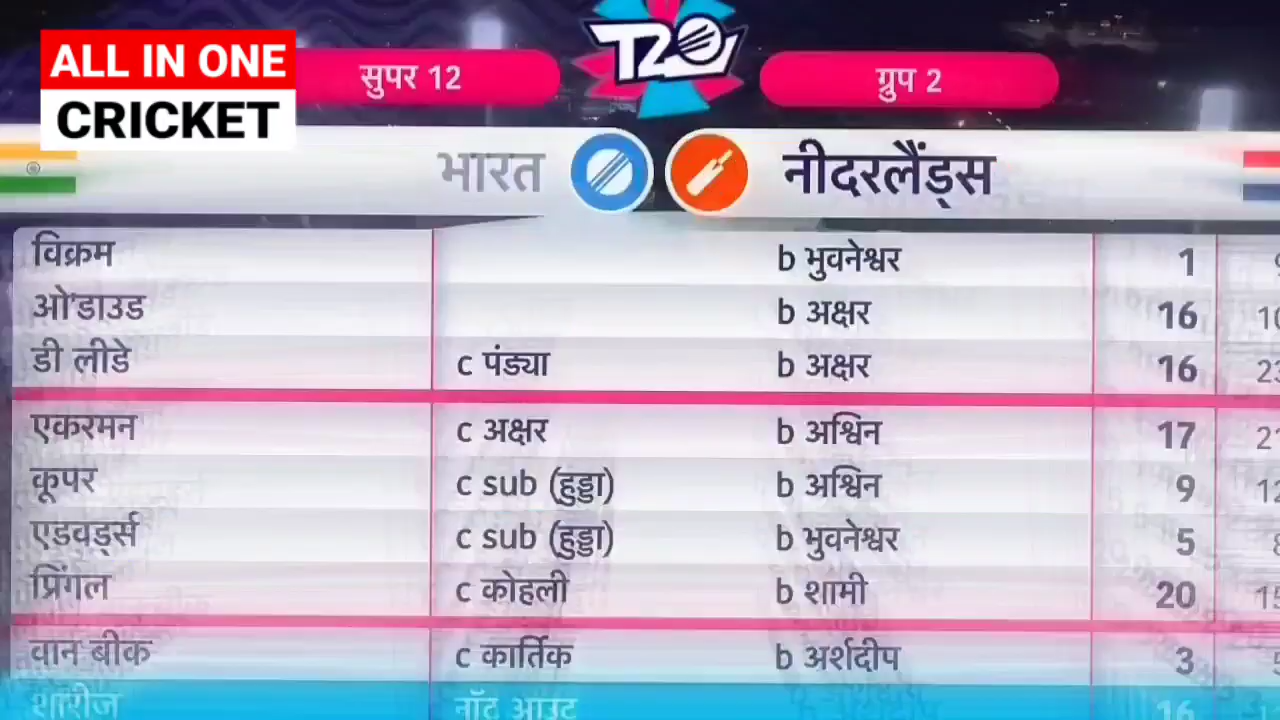 ALL IN ONE
CRICKET
सुपर 12 T20 ग्रुप 2
भारत नीदरलैंड्स
विक्रम b भुवनेश्वर 1
ओ'डाउड b अक्षर 16
डी लीडे c पंड्या b अक्षर 16
एकरमन c अक्षर b अश्विन 17
कूपर c sub (हुड्डा) b अश्विन 9
एडवर्ड्स c sub (हुड्डा) b भुवनेश्वर 5
प्रिंगल c कोहली b शामी 20
वान बीक c कार्तिक b अर्शदीप 3
शारीज नॉट आउट 16